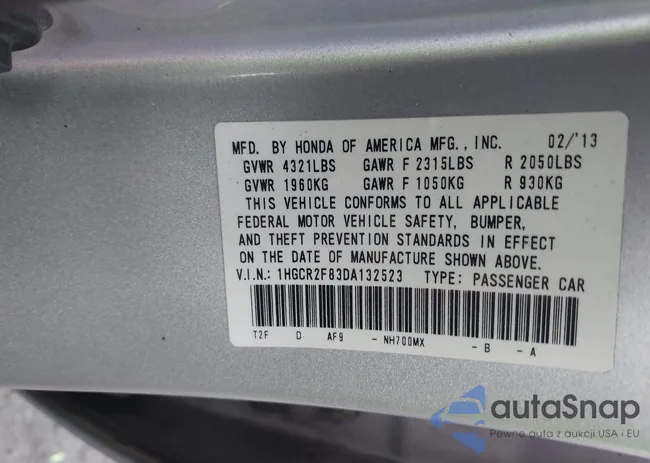 MFD. BY HONDA OF AMERICA MFG., INC. 02/'13
GVWR 4321LBS GAWR F 2315LBS R 2050LBS
GVWR 1960KG GAWR F 1050KG R 930KG
THIS VEHICLE CONFORMS TO ALL APPLICABLE
FEDERAL MOTOR VEHICLE SAFETY, BUMPER,
AND THEFT PREVENTION STANDARDS IN EFFECT
ON THE DATE OF MANUFACTURE SHOWN ABOVE.
V.I.N.: 1HGCR2F83DA132523 TYPE: PASSENGER CAR
T2F D AF9 - NH700MX - B - A
autaSnap
Pewne auta z aukcji USA i EU